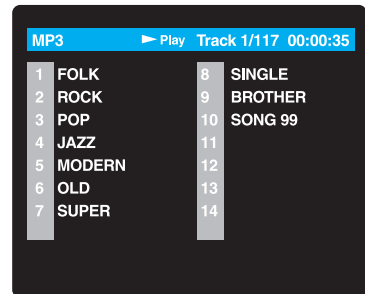 MP3 ► Play Track 1/117 00:00:35
1 FOLK
2 ROCK
3 POP
4 JAZZ
5 MODERN
6 OLD
7 SUPER
8 SINGLE
9 BROTHER
10 SONG 99
11
12
13
14